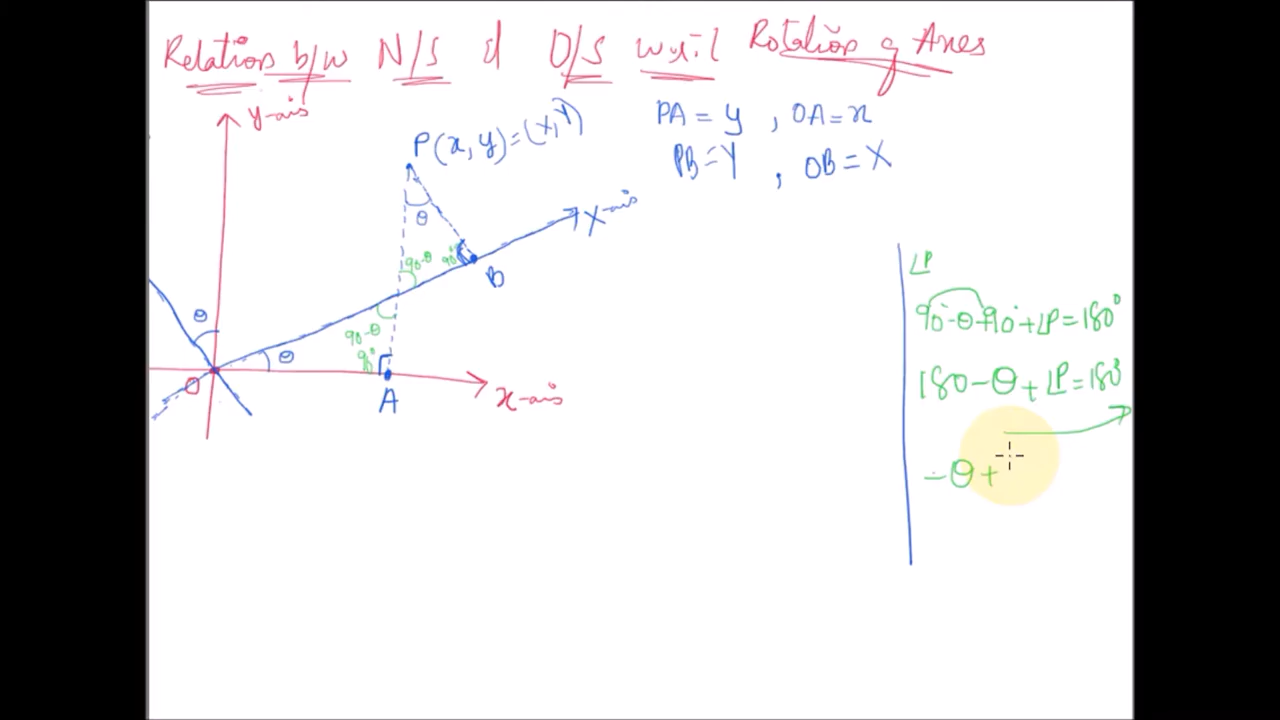 Relation b/w N/S & O/S w.r.t Rotation of Axes
y-axis
P(x, y)=(X,Y)
PA = y , OA = x
PB = Y , OB = X
X-axis
θ
90-θ 90°
B
∠P
θ
90°-θ+90°+∠P=180°
90-θ
θ
90°
180-θ+∠P=180°
O
A
x-axis
-θ+